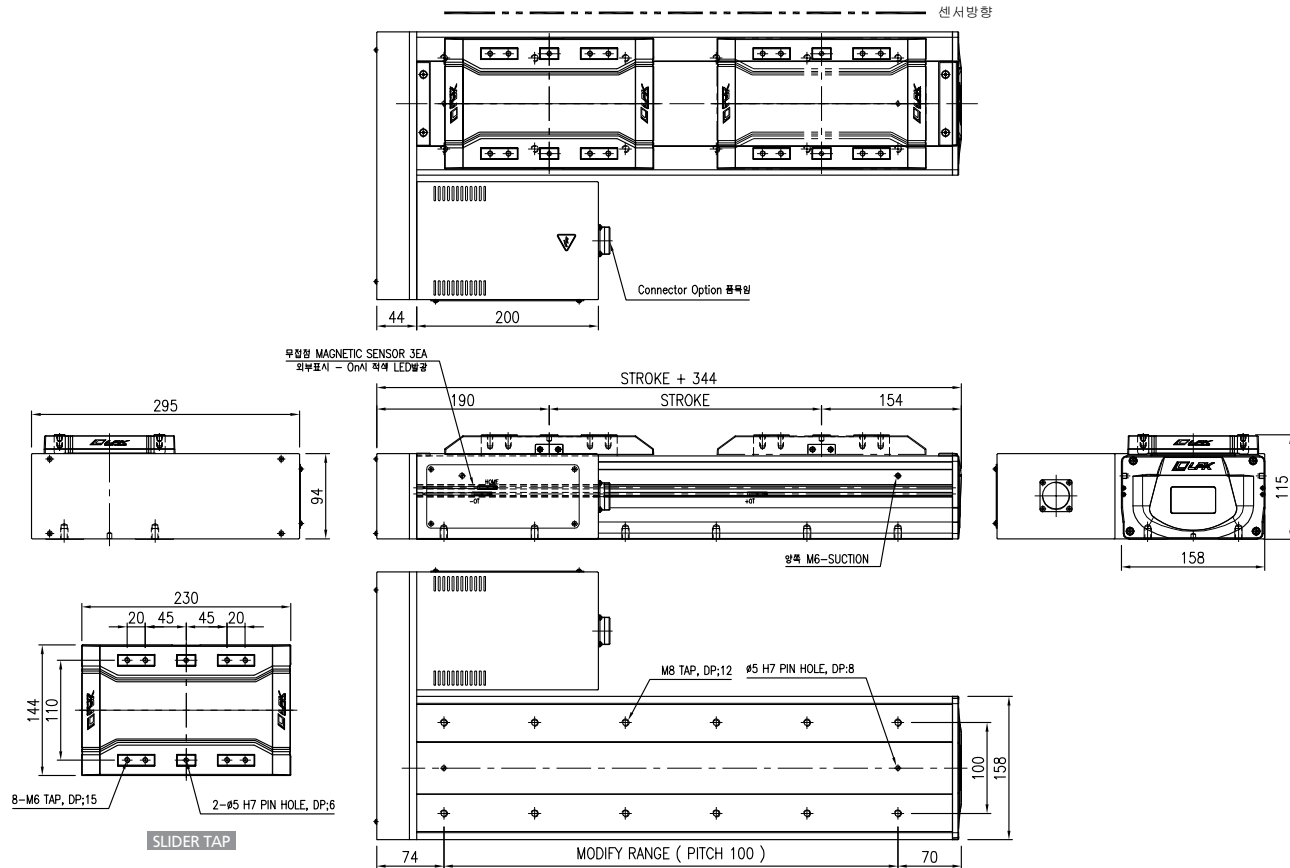 센서방향
Connector Option 품목임
44
200
무접점 MAGNETIC SENSOR 3EA
외부표시 - On시 적색 LED발광
STROKE + 344
190
STROKE
154
295
94
HOME
-OT
+OT
양쪽 M6-SUCTION
115
158
230
20
45
45
20
144
110
8-M6 TAP, DP;15
2-ø5 H7 PIN HOLE, DP;6
SLIDER TAP
M8 TAP, DP;12
ø5 H7 PIN HOLE, DP:8
100
158
74
MODIFY RANGE ( PITCH 100 )
70